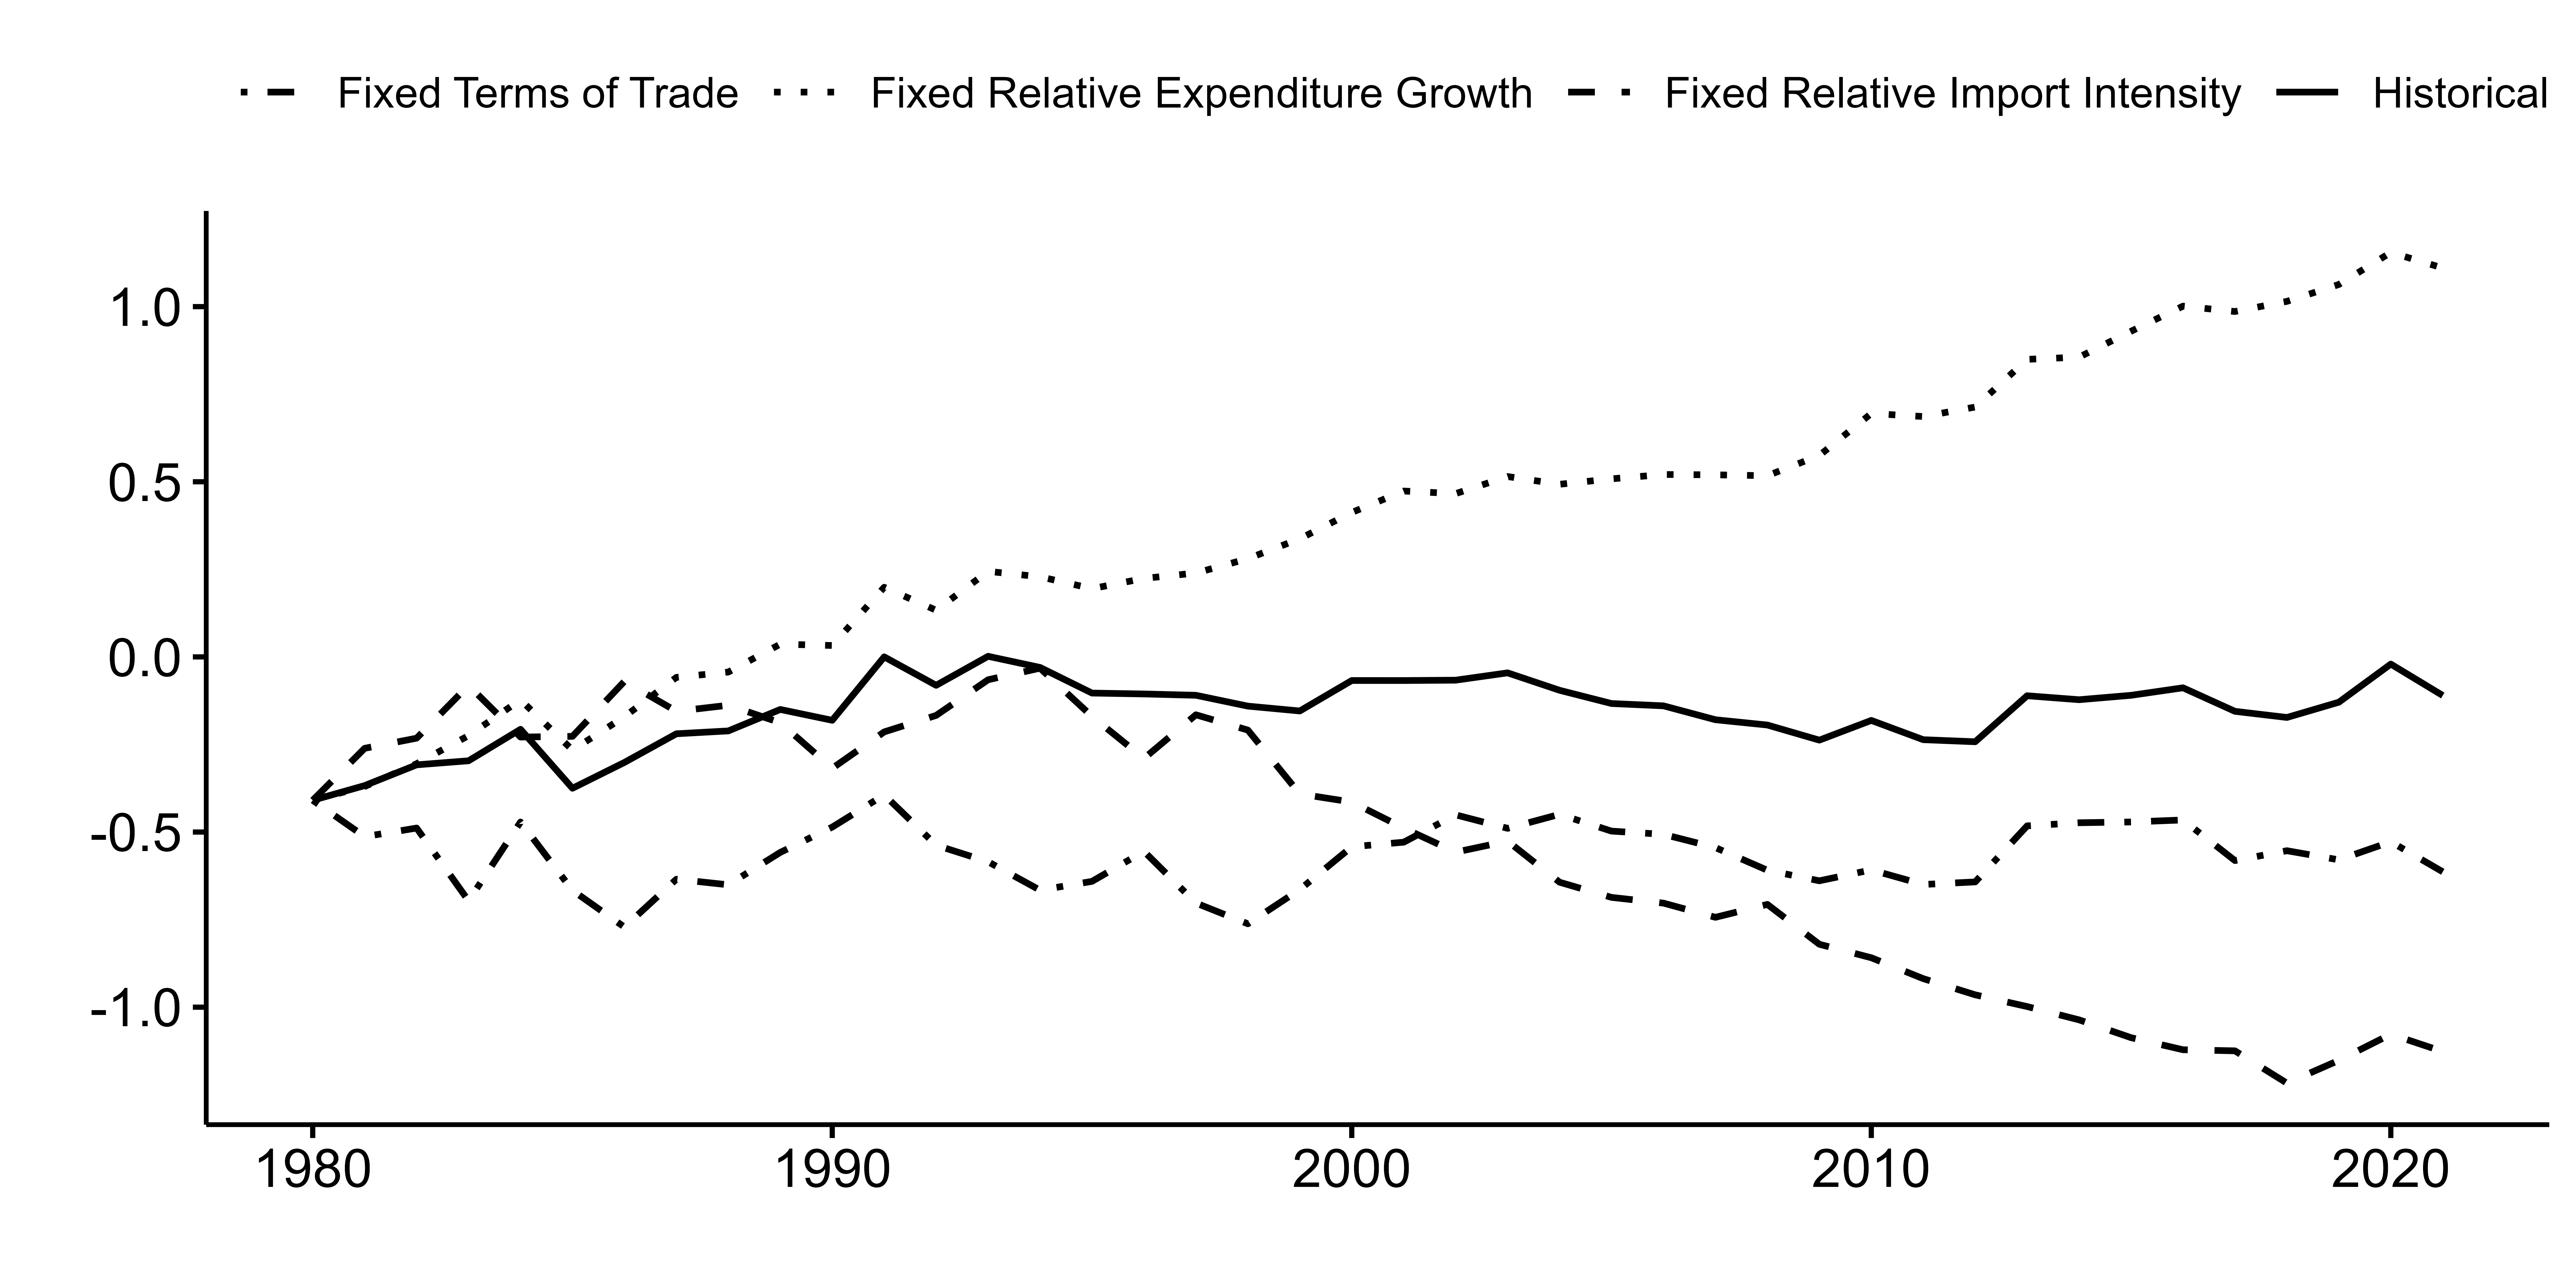 Fixed Terms of Trade Fixed Relative Expenditure Growth Fixed Relative Import Intensity Historical
1.0
0.5
0.0
-0.5
-1.0
1980 1990 2000 2010 2020